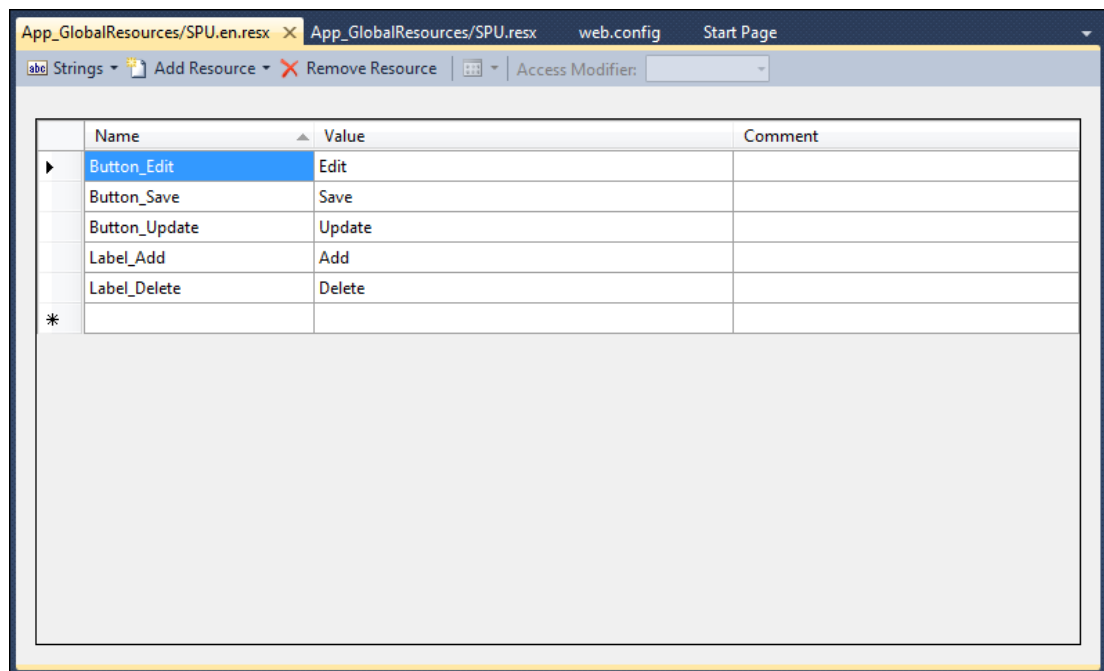 App_GlobalResources/SPU.en.resx App_GlobalResources/SPU.resx web.config Start Page
abc Strings Add Resource Remove Resource Access Modifier:
Name Value Comment
Button_Edit Edit
Button_Save Save
Button_Update Update
Label_Add Add
Label_Delete Delete